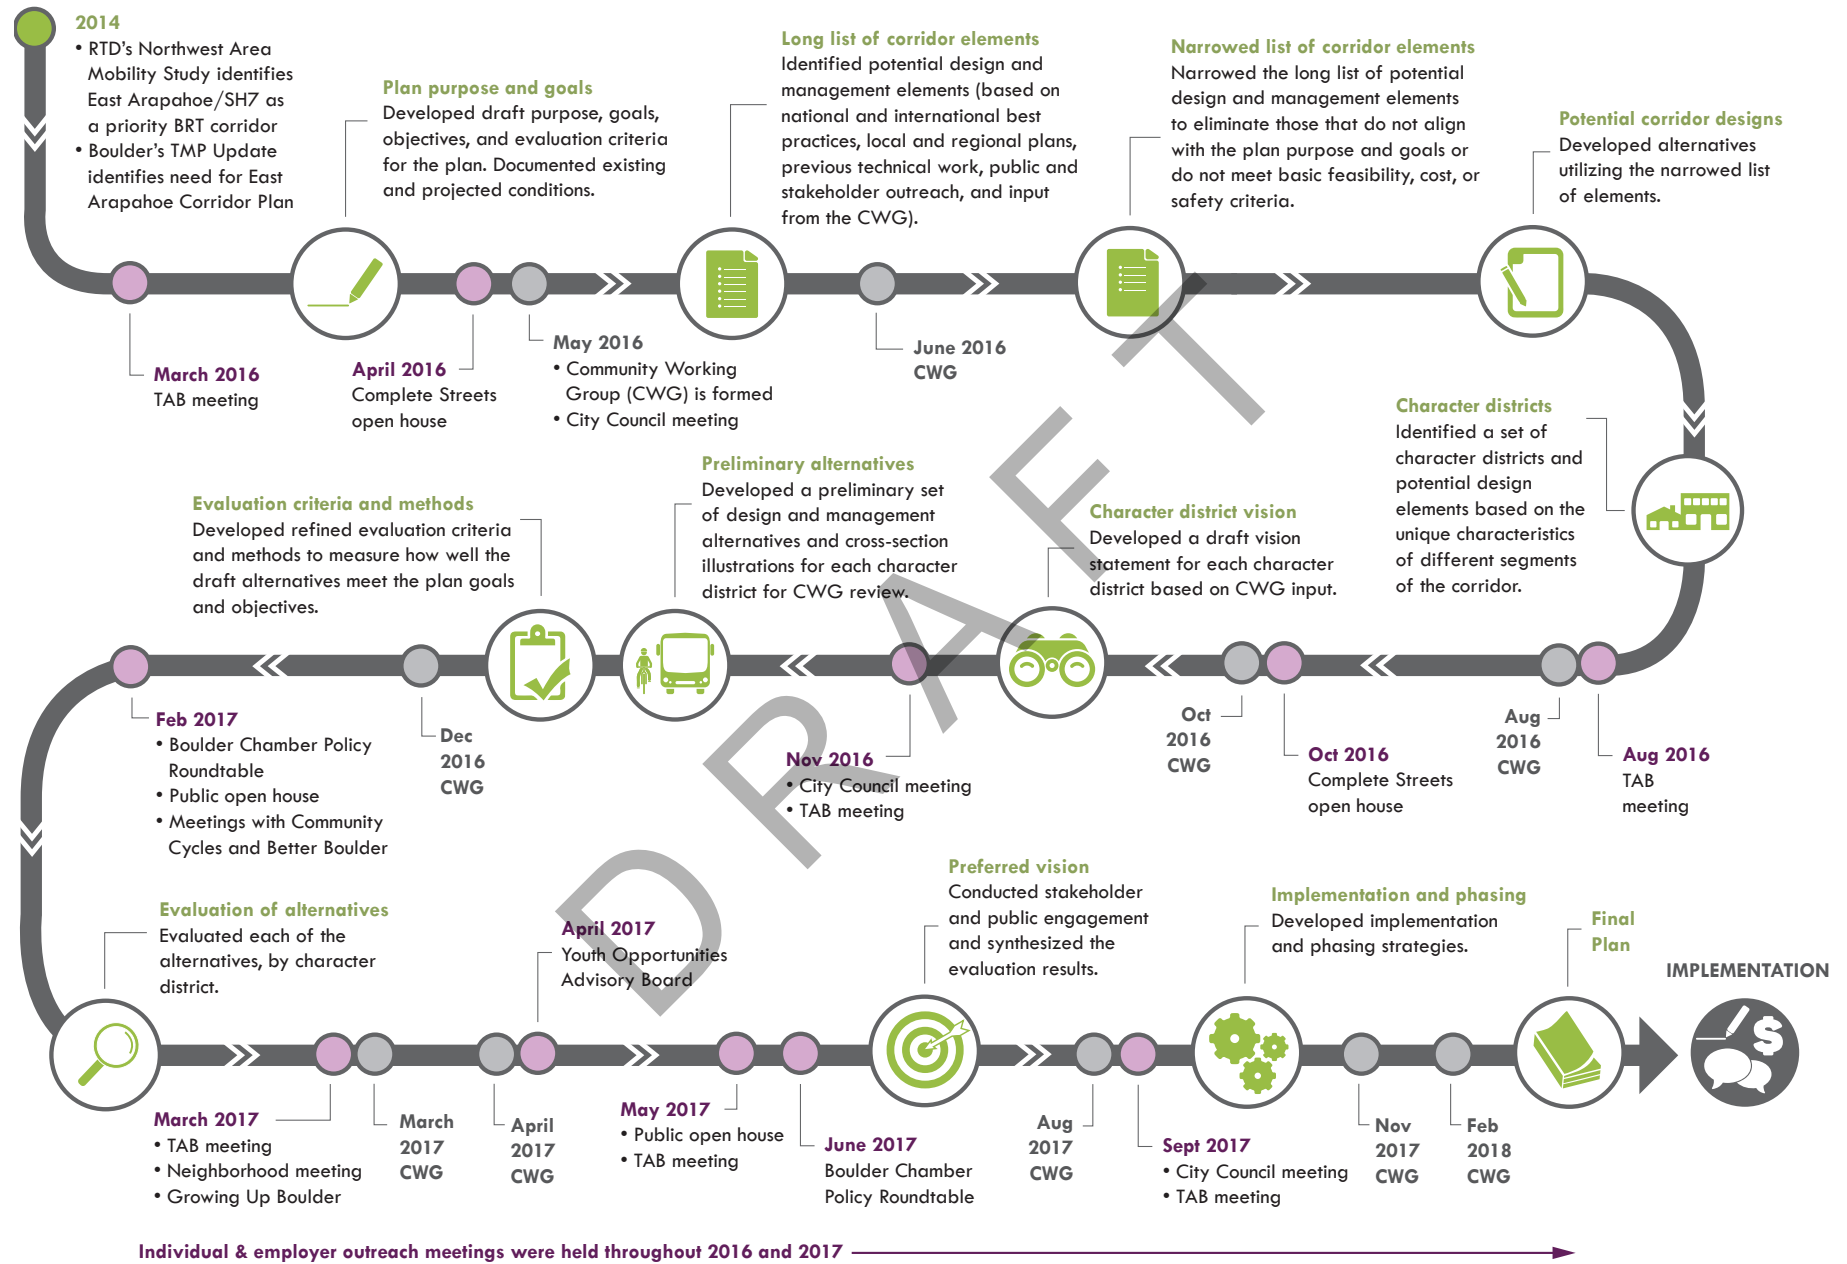 2014
• RTD's Northwest Area
Mobility Study identifies
East Arapahoe/SH7 as
a priority BRT corridor
• Boulder's TMP Update
identifies need for East
Arapahoe Corridor Plan
Plan purpose and goals
Developed draft purpose, goals,
objectives, and evaluation criteria
for the plan. Documented existing
and projected conditions.
Long list of corridor elements
Identified potential design and
management elements (based on
national and international best
practices, local and regional plans,
previous technical work, public and
stakeholder outreach, and input
from the CWG).
Narrowed list of corridor elements
Narrowed the long list of potential
design and management elements
to eliminate those that do not align
with the plan purpose and goals or
do not meet basic feasibility, cost, or
safety criteria.
Potential corridor designs
Developed alternatives
utilizing the narrowed list
of elements.
March 2016
TAB meeting
April 2016
Complete Streets
open house
May 2016
• Community Working
Group (CWG) is formed
• City Council meeting
June 2016
CWG
Character districts
Identified a set of
character districts and
potential design
elements based on the
unique characteristics
of different segments
of the corridor.
Character district vision
Developed a draft vision
statement for each character
district based on CWG input.
Preliminary alternatives
Developed a preliminary set
of design and management
alternatives and cross-section
illustrations for each character
district for CWG review.
Evaluation criteria and methods
Developed refined evaluation criteria
and methods to measure how well the
draft alternatives meet the plan goals
and objectives.
Aug 2016
TAB
meeting
Aug
2016
CWG
Oct 2016
Complete Streets
open house
Oct
2016
CWG
Nov 2016
• City Council meeting
• TAB meeting
Dec
2016
CWG
Feb 2017
• Boulder Chamber Policy
Roundtable
• Public open house
• Meetings with Community
Cycles and Better Boulder
Evaluation of alternatives
Evaluated each of the
alternatives, by character
district.
April 2017
Youth Opportunities
Advisory Board
Preferred vision
Conducted stakeholder
and public engagement
and synthesized the
evaluation results.
Implementation and phasing
Developed implementation
and phasing strategies.
Final
Plan
IMPLEMENTATION
$
March 2017
• TAB meeting
• Neighborhood meeting
• Growing Up Boulder
March
2017
CWG
April
2017
CWG
May 2017
• Public open house
• TAB meeting
June 2017
Boulder Chamber
Policy Roundtable
Aug
2017
CWG
Sept 2017
• City Council meeting
• TAB meeting
Nov
2017
CWG
Feb
2018
CWG
Individual & employer outreach meetings were held throughout 2016 and 2017
DRAFT